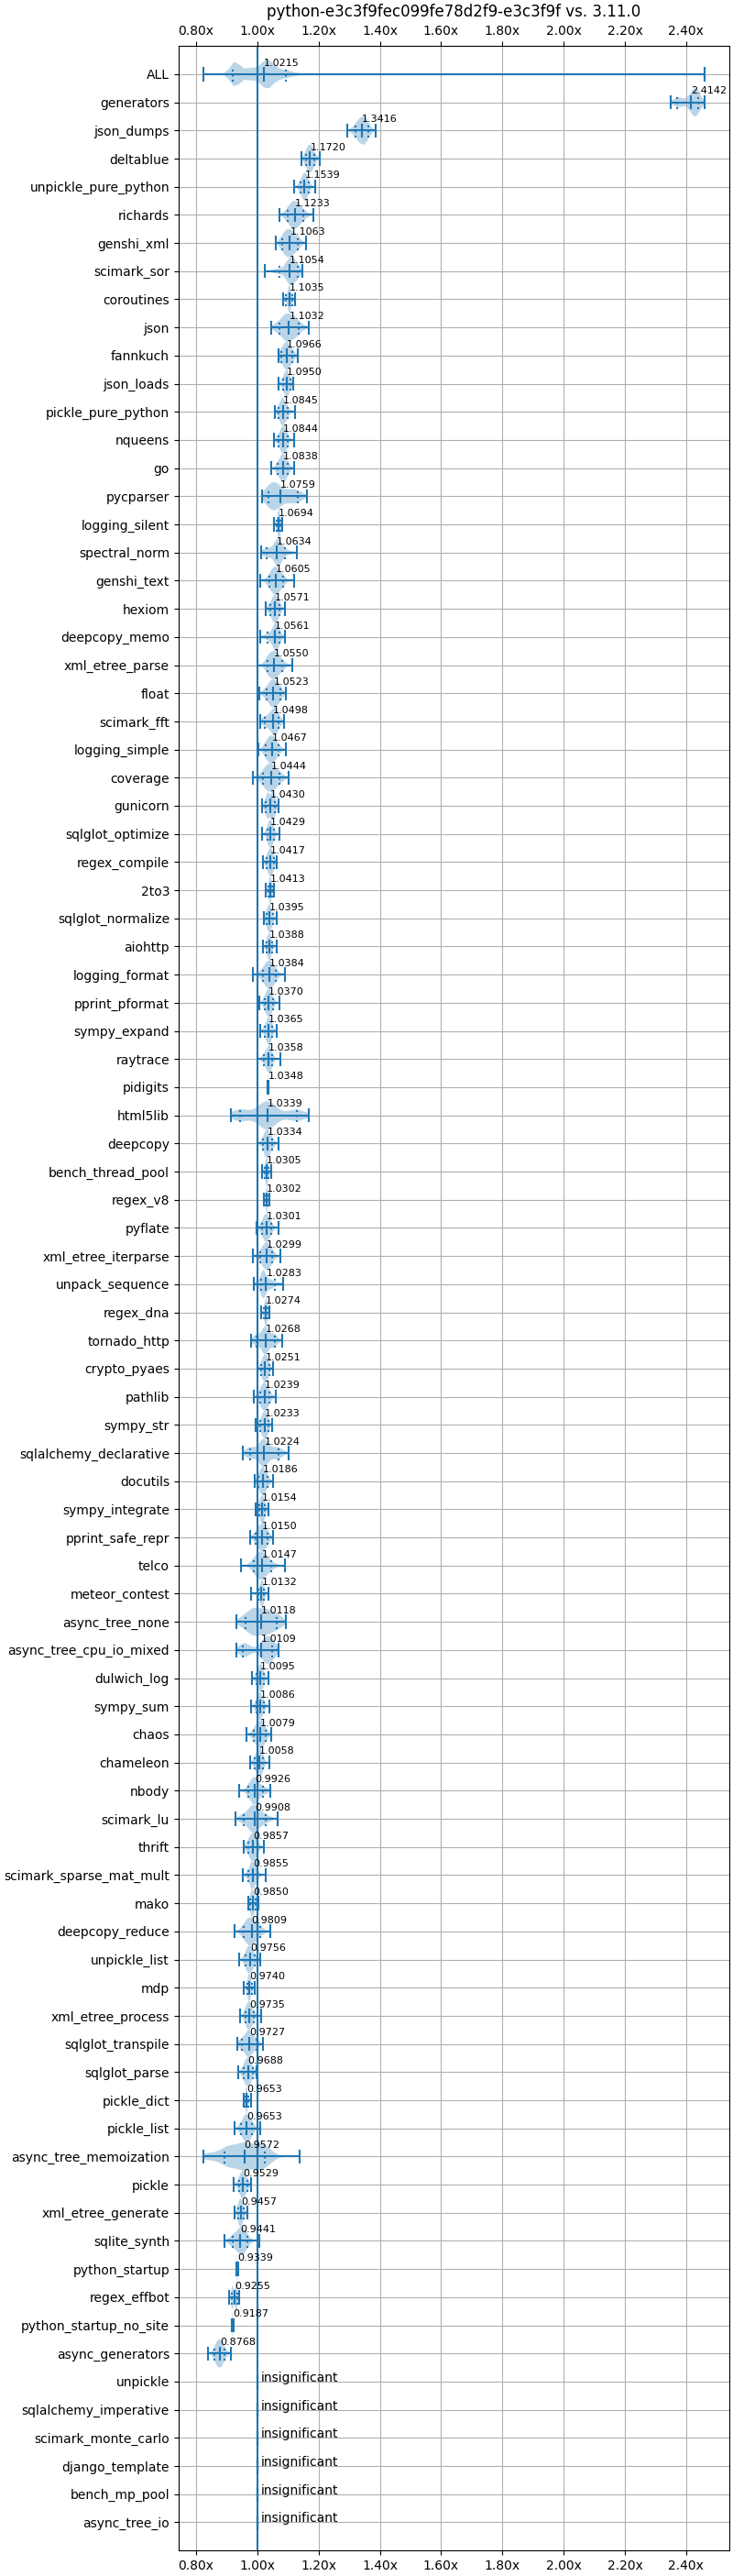 python-e3c3f9fec099fe78d2f9-e3c3f9f vs. 3.11.0
0.80x 1.00x 1.20x 1.40x 1.60x 1.80x 2.00x 2.20x 2.40x
ALL 1.0215
generators 2.4142
json_dumps 1.3416
deltablue 1.1720
unpickle_pure_python 1.1539
richards 1.1233
genshi_xml 1.1063
scimark_sor 1.1054
coroutines 1.1035
json 1.1032
fannkuch 1.0966
json_loads 1.0950
pickle_pure_python 1.0845
nqueens 1.0844
go 1.0838
pycparser 1.0759
logging_silent 1.0694
spectral_norm 1.0634
genshi_text 1.0605
hexiom 1.0571
deepcopy_memo 1.0561
xml_etree_parse 1.0550
float 1.0523
scimark_fft 1.0498
logging_simple 1.0467
coverage 1.0444
gunicorn 1.0430
sqlglot_optimize 1.0429
regex_compile 1.0417
2to3 1.0413
sqlglot_normalize 1.0395
aiohttp 1.0388
logging_format 1.0384
pprint_pformat 1.0370
sympy_expand 1.0365
raytrace 1.0358
pidigits 1.0348
html5lib 1.0339
deepcopy 1.0334
bench_thread_pool 1.0305
regex_v8 1.0302
pyflate 1.0301
xml_etree_iterparse 1.0299
unpack_sequence 1.0283
regex_dna 1.0274
tornado_http 1.0268
crypto_pyaes 1.0251
pathlib 1.0239
sympy_str 1.0233
sqlalchemy_declarative 1.0224
docutils 1.0186
sympy_integrate 1.0154
pprint_safe_repr 1.0150
telco 1.0147
meteor_contest 1.0132
async_tree_none 1.0118
async_tree_cpu_io_mixed 1.0109
dulwich_log 1.0095
sympy_sum 1.0086
chaos 1.0079
chameleon 1.0058
nbody 0.9926
scimark_lu 0.9908
thrift 0.9857
scimark_sparse_mat_mult 0.9855
mako 0.9850
deepcopy_reduce 0.9809
unpickle_list 0.9756
mdp 0.9740
xml_etree_process 0.9735
sqlglot_transpile 0.9727
sqlglot_parse 0.9688
pickle_dict 0.9653
pickle_list 0.9653
async_tree_memoization 0.9572
pickle 0.9529
xml_etree_generate 0.9457
sqlite_synth 0.9441
python_startup 0.9339
regex_effbot 0.9255
python_startup_no_site 0.9187
async_generators 0.8768
unpickle insignificant
sqlalchemy_imperative insignificant
scimark_monte_carlo insignificant
django_template insignificant
bench_mp_pool insignificant
async_tree_io insignificant
0.80x 1.00x 1.20x 1.40x 1.60x 1.80x 2.00x 2.20x 2.40x